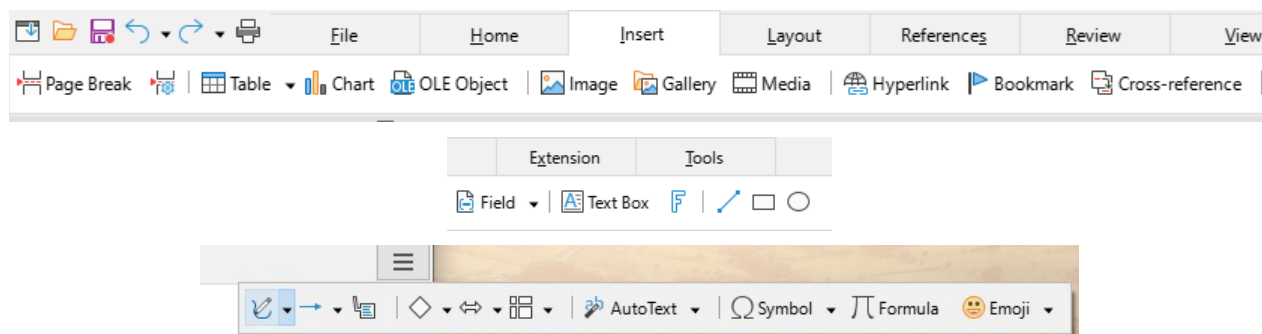 File Home Insert Layout References Review View
Page Break Table Chart OLE Object Image Gallery Media Hyperlink Bookmark Cross-reference
Extension Tools
Field Text Box
AutoText Symbol Formula Emoji